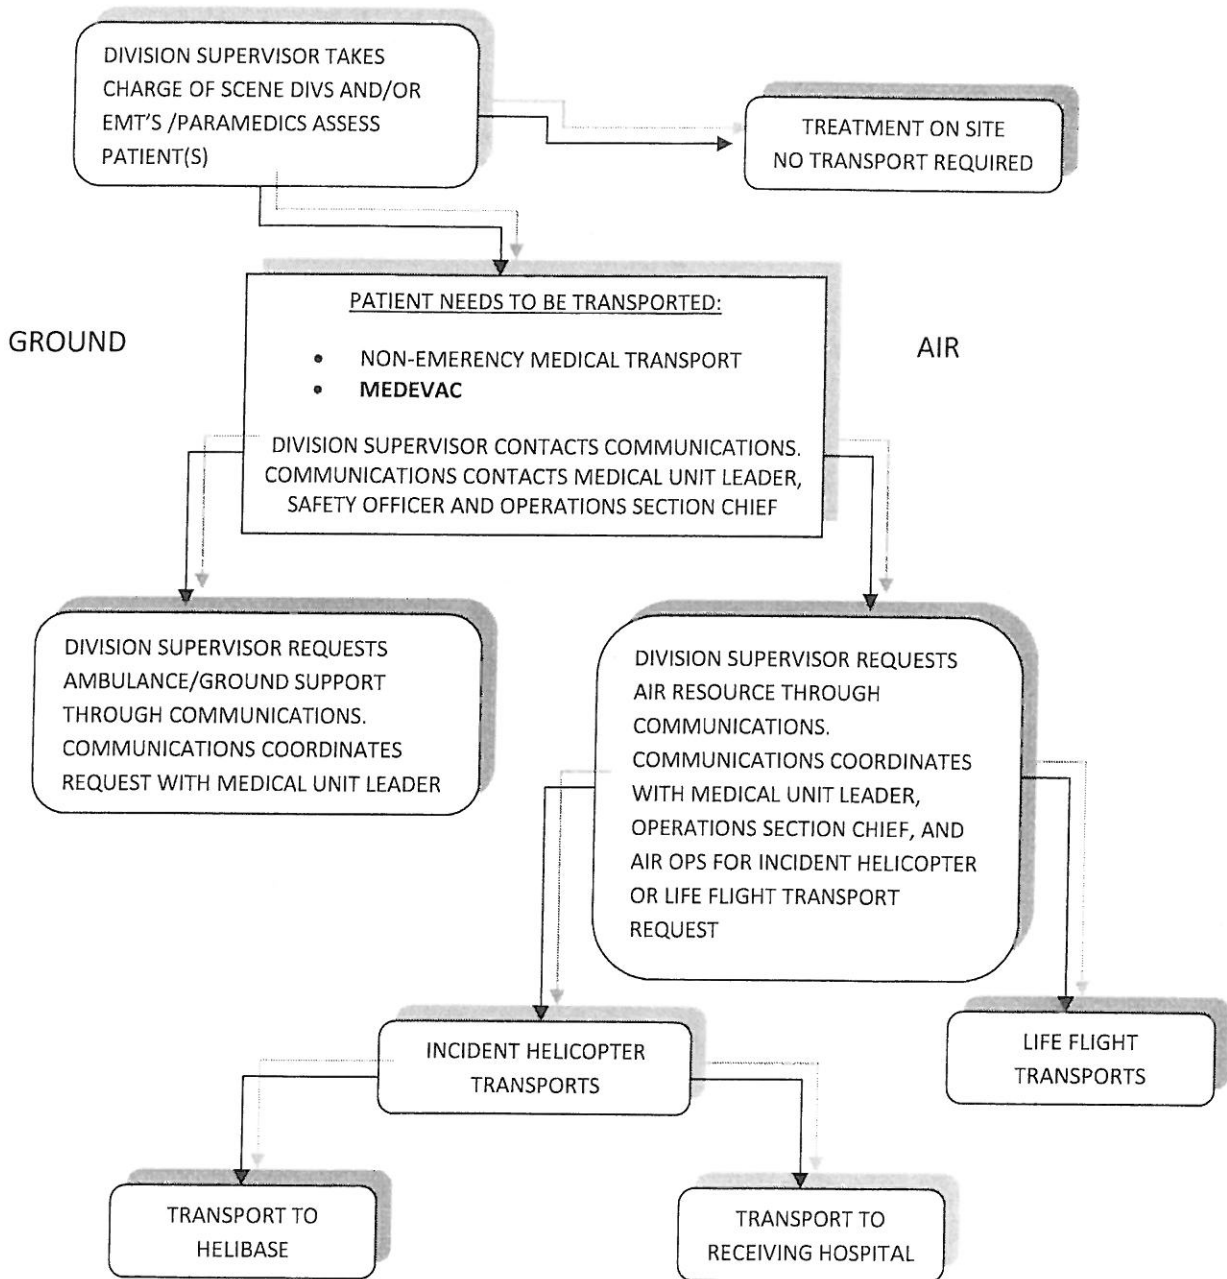 DIVISION SUPERVISOR TAKES
CHARGE OF SCENE DIVS AND/OR
EMT'S /PARAMEDICS ASSESS
PATIENT(S)
TREATMENT ON SITE
NO TRANSPORT REQUIRED
PATIENT NEEDS TO BE TRANSPORTED:
GROUND
AIR
• NON-EMERENCY MEDICAL TRANSPORT
• MEDEVAC
DIVISION SUPERVISOR CONTACTS COMMUNICATIONS.
COMMUNICATIONS CONTACTS MEDICAL UNIT LEADER,
SAFETY OFFICER AND OPERATIONS SECTION CHIEF
DIVISION SUPERVISOR REQUESTS
AMBULANCE/GROUND SUPPORT
THROUGH COMMUNICATIONS.
COMMUNICATIONS COORDINATES
REQUEST WITH MEDICAL UNIT LEADER
DIVISION SUPERVISOR REQUESTS
AIR RESOURCE THROUGH
COMMUNICATIONS.
COMMUNICATIONS COORDINATES
WITH MEDICAL UNIT LEADER,
OPERATIONS SECTION CHIEF, AND
AIR OPS FOR INCIDENT HELICOPTER
OR LIFE FLIGHT TRANSPORT
REQUEST
INCIDENT HELICOPTER
TRANSPORTS
LIFE FLIGHT
TRANSPORTS
TRANSPORT TO
HELIBASE
TRANSPORT TO
RECEIVING HOSPITAL